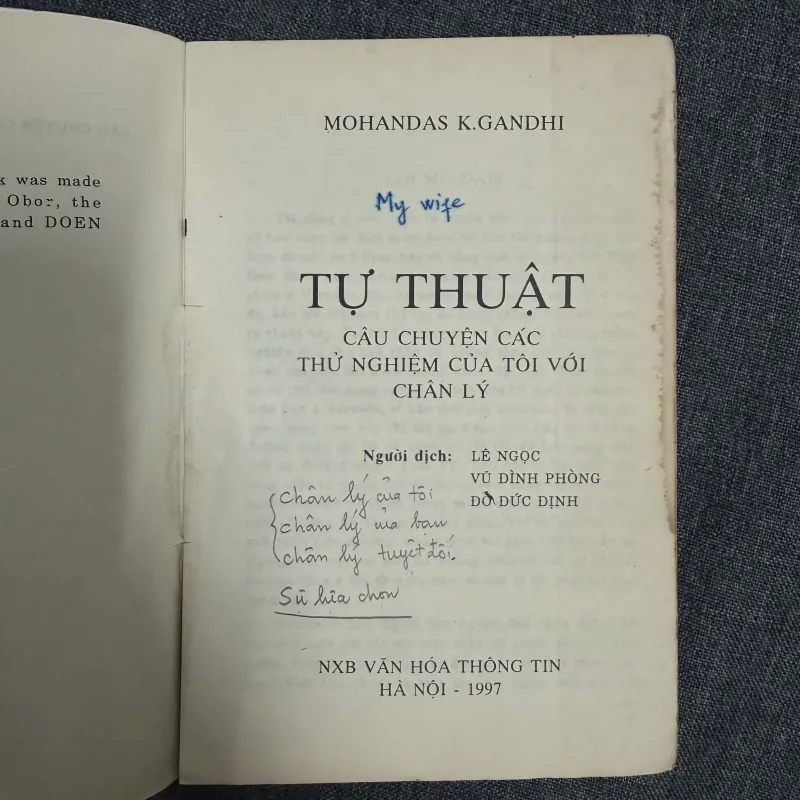 k was made
Obor, the
and DOEN
MOHANDAS K.GANDHI
My wife
TỰ THUẬT
CÂU CHUYỆN CÁC
THỬ NGHIỆM CỦA TÔI VỚI
CHÂN LÝ
Người dịch: LÊ NGỌC
VŨ ĐÌNH PHÒNG
ĐỖ ĐỨC ĐỊNH
chân lý của tôi
chân lý của bạn
chân lý tuyệt đối.
Sự lựa chọn
NXB VĂN HÓA THÔNG TIN
HÀ NỘI - 1997